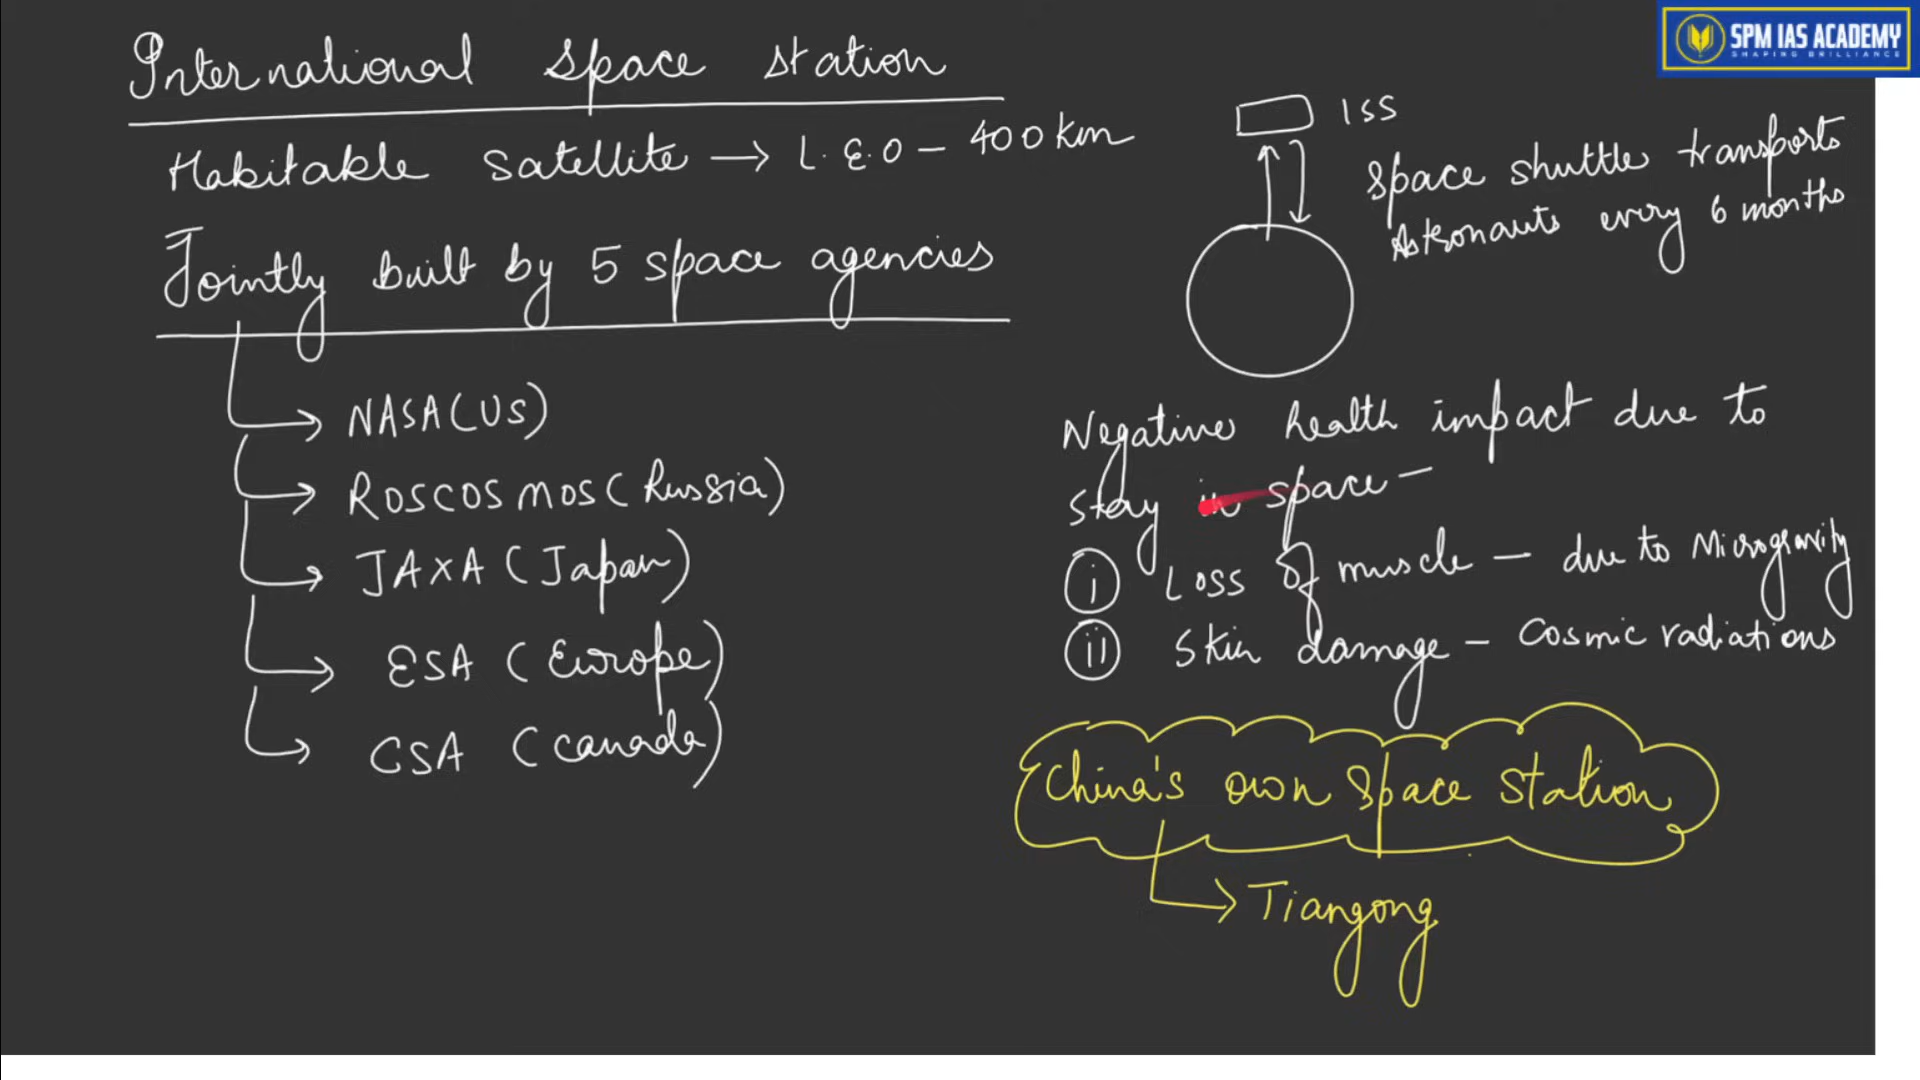 International Space Station
Habitable Satellite → L.E.O - 400 km
Jointly built by 5 space agencies
NASA (US)
ROSCOSMOS (Russia)
JAXA (Japan)
ESA (Europe)
CSA (Canada)
SPM IAS ACADEMY
SHAPING BRILLIANCE
ISS
Space shuttle transports
Astronauts every 6 months
Negative health impact due to
stay in space -
(i) Loss of muscle - due to Microgravity
(ii) Skin damage - Cosmic radiations
China's own Space Station
→ Tiangong